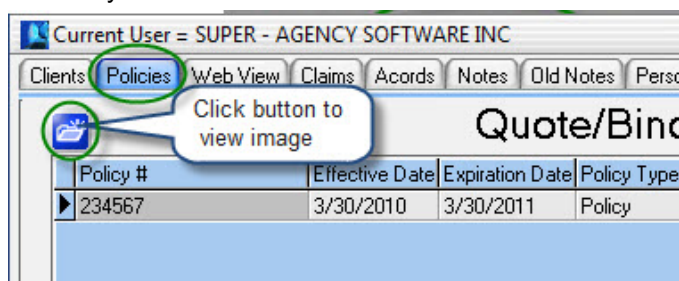 Current User = SUPER - AGENCY SOFTWARE INC
Clients Policies Web View Claims Acords Notes Old Notes Perso
Click button to
view image
Quote/Bind
Policy # Effective Date Expiration Date Policy Type
234567 3/30/2010 3/30/2011 Policy